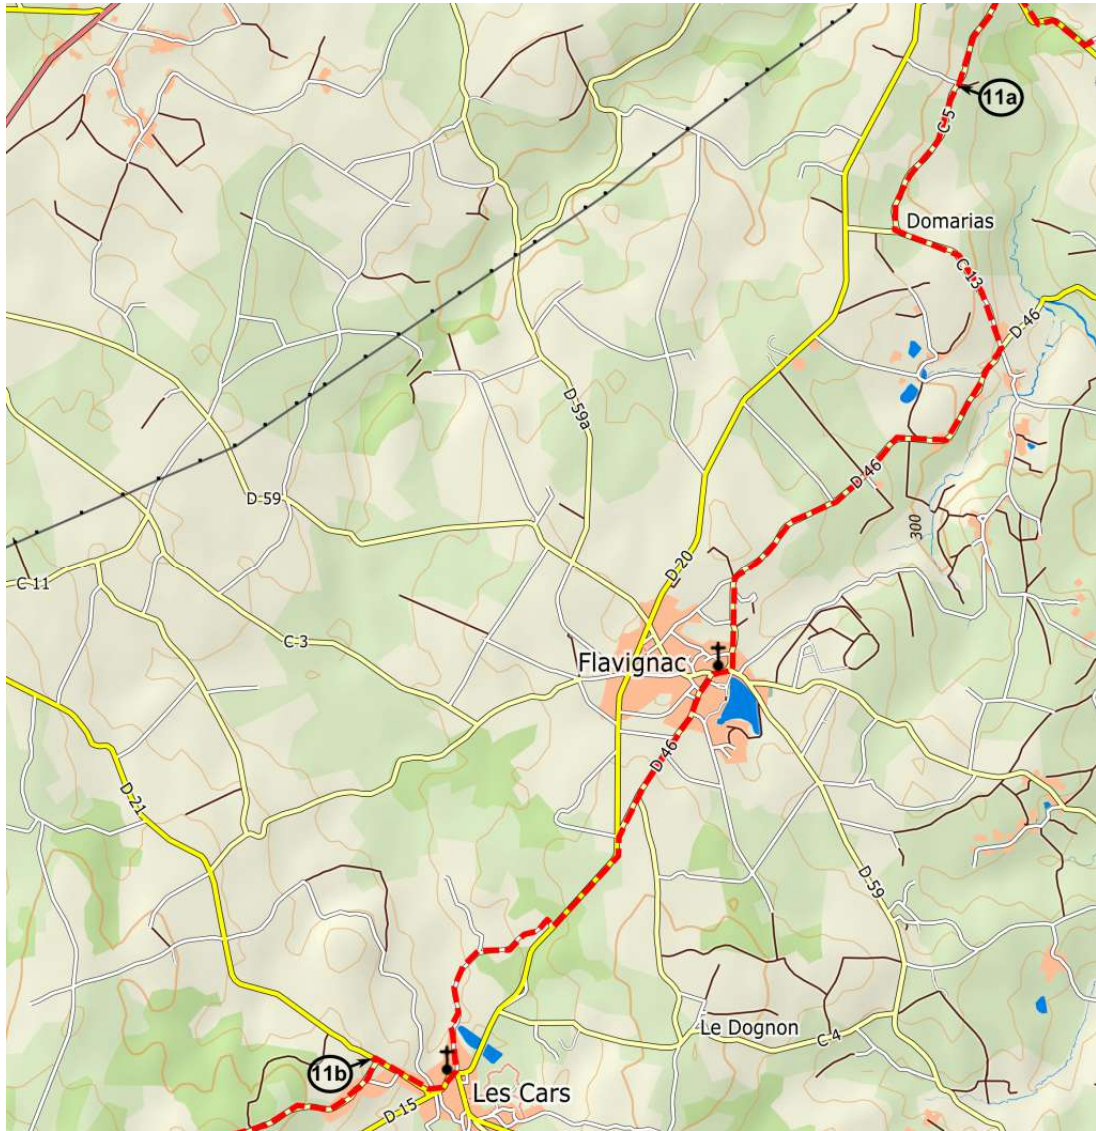 11a
C 5
Domarias
C 13
D 46
D 59a
D 46
D 59
300
D 20
C 11
C 3
Flavignac
D 46
D 21
D 59
Le Dognon
C 4
11b
Les Cars
D 15